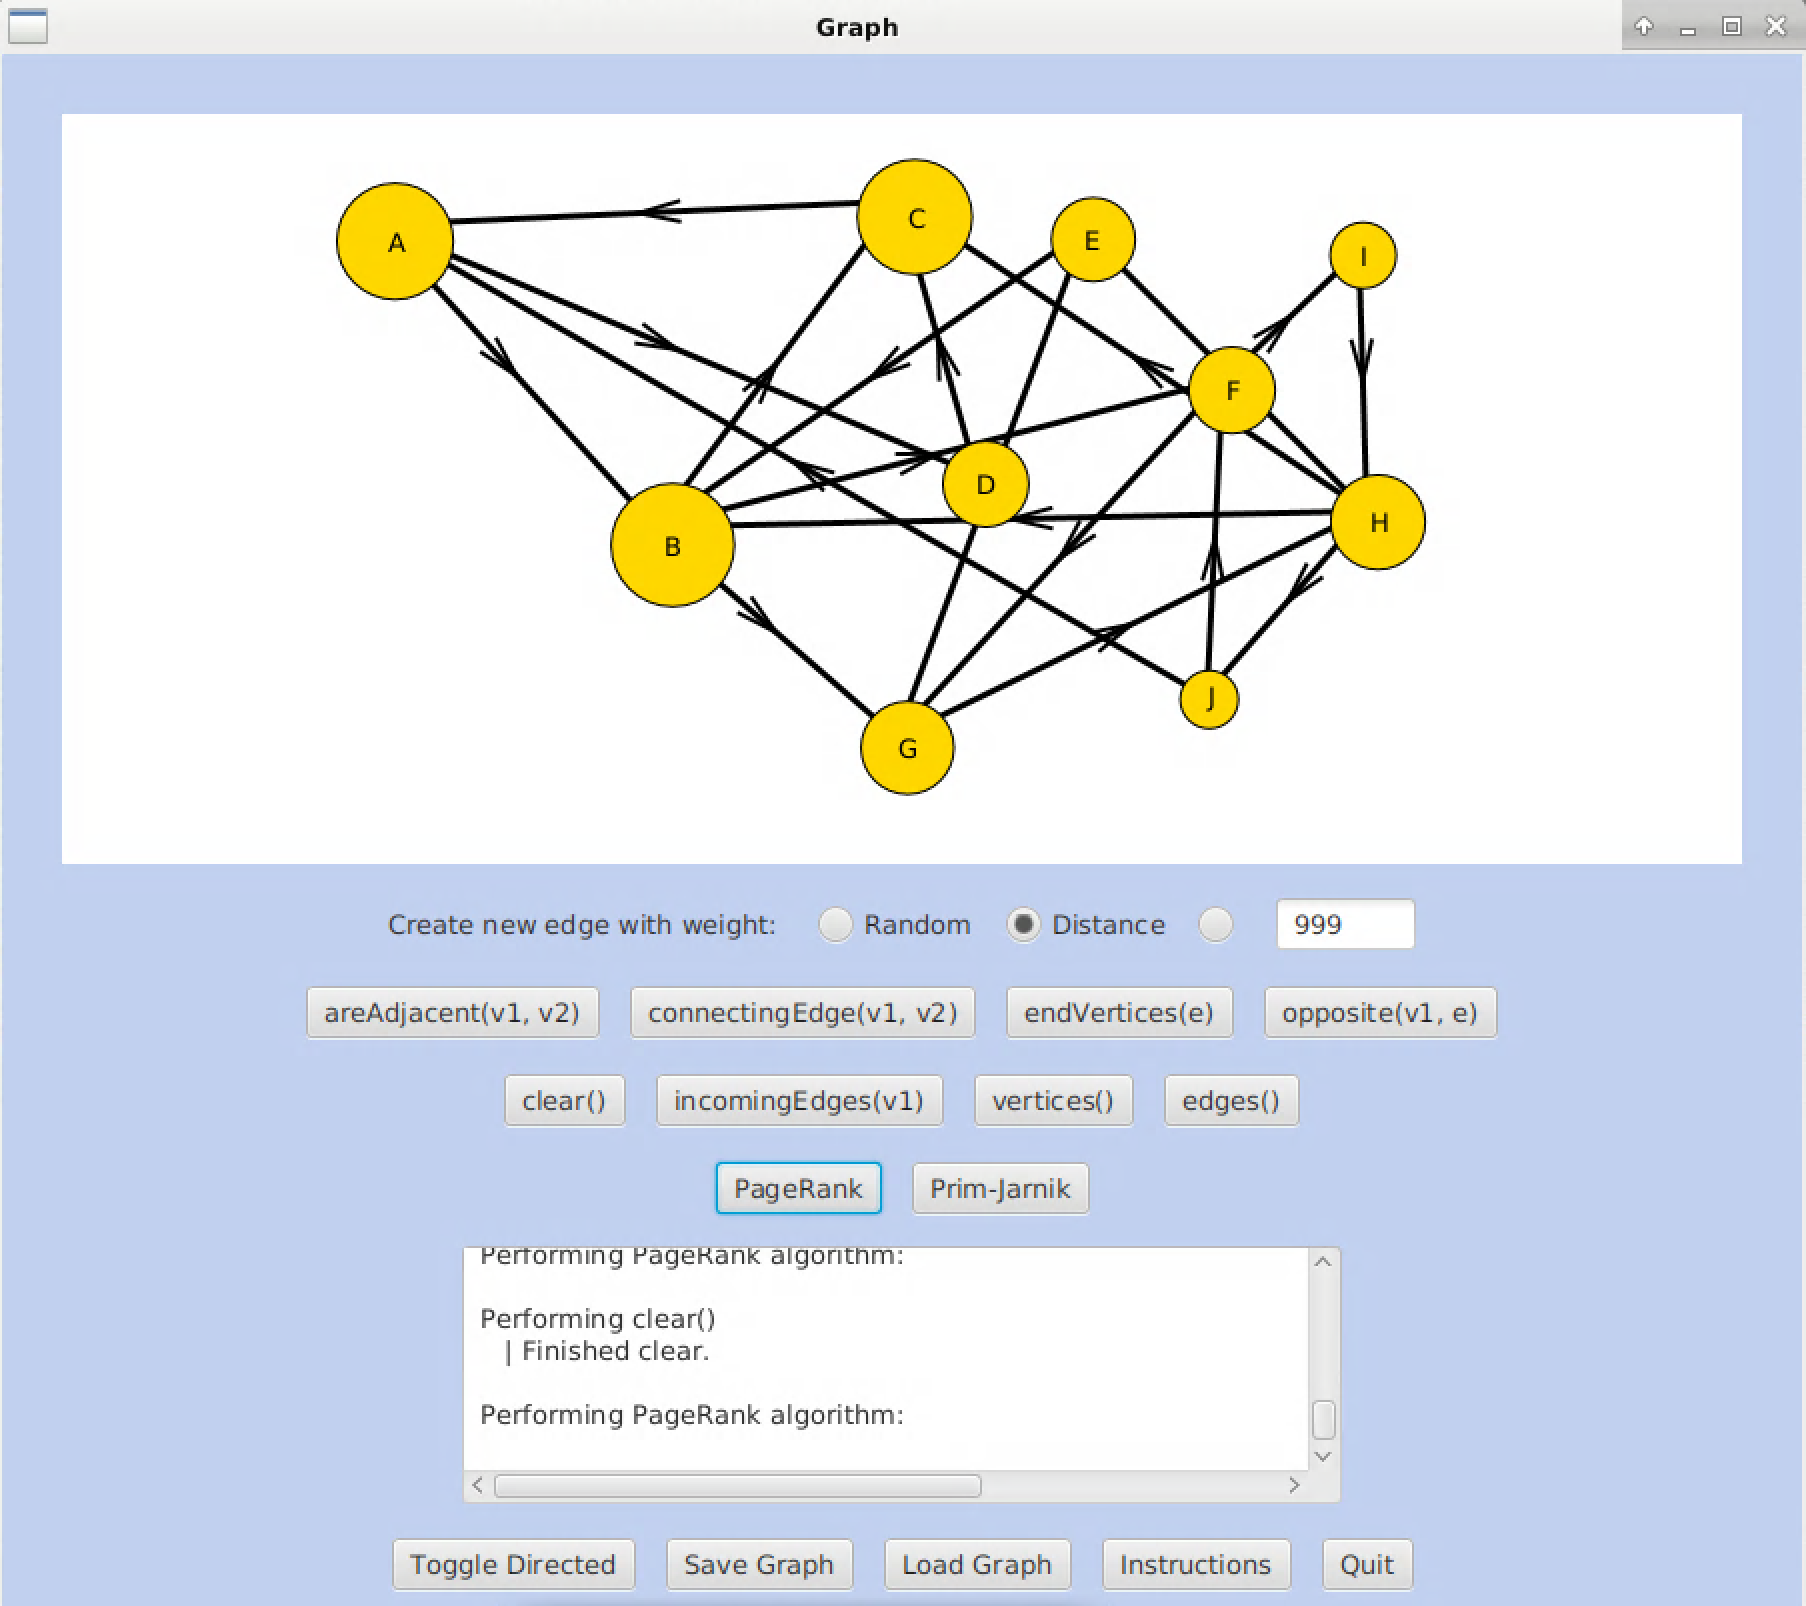 Graph
A
C
E
I
F
D
B
H
J
G
Create new edge with weight: Random Distance 999
areAdjacent(v1, v2) connectingEdge(v1, v2) endVertices(e) opposite(v1, e)
clear() incomingEdges(v1) vertices() edges()
PageRank Prim-Jarnik
Performing PageRank algorithm:
Performing clear()
| Finished clear.
Performing PageRank algorithm:
Toggle Directed Save Graph Load Graph Instructions Quit